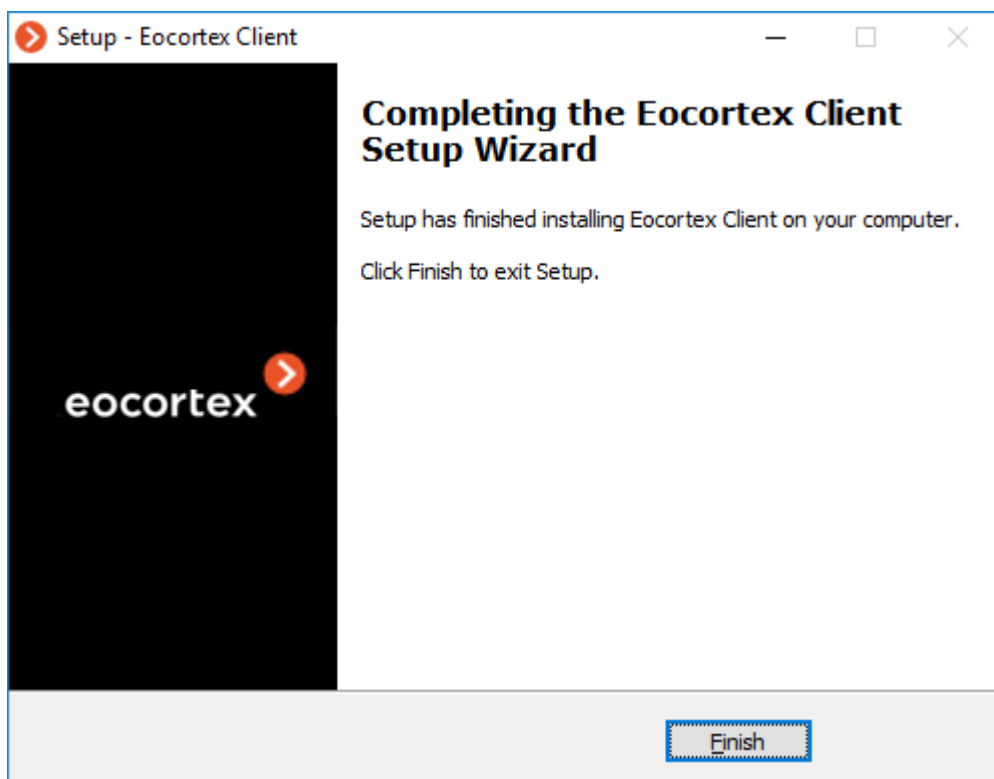 Setup - Eocortex Client
Completing the Eocortex Client
Setup Wizard
Setup has finished installing Eocortex Client on your computer.
Click Finish to exit Setup.
eocortex
Finish